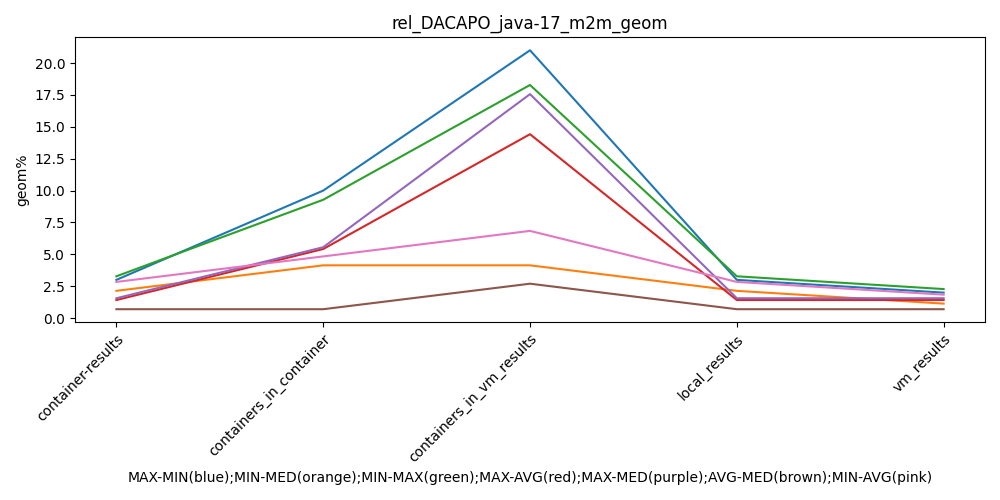 rel_DACAPO_java-17_m2m_geom
geom%
20.0
17.5
15.0
12.5
10.0
7.5
5.0
2.5
0.0
container-results
containers_in_container
containers_in_vm_results
local_results
vm_results
MAX-MIN(blue);MIN-MED(orange);MIN-MAX(green);MAX-AVG(red);MAX-MED(purple);AVG-MED(brown);MIN-AVG(pink)